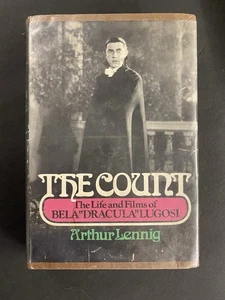 THE COUNT
The Life and Films of
BELA "DRACULA" LUGOSI
Arthur Lennig